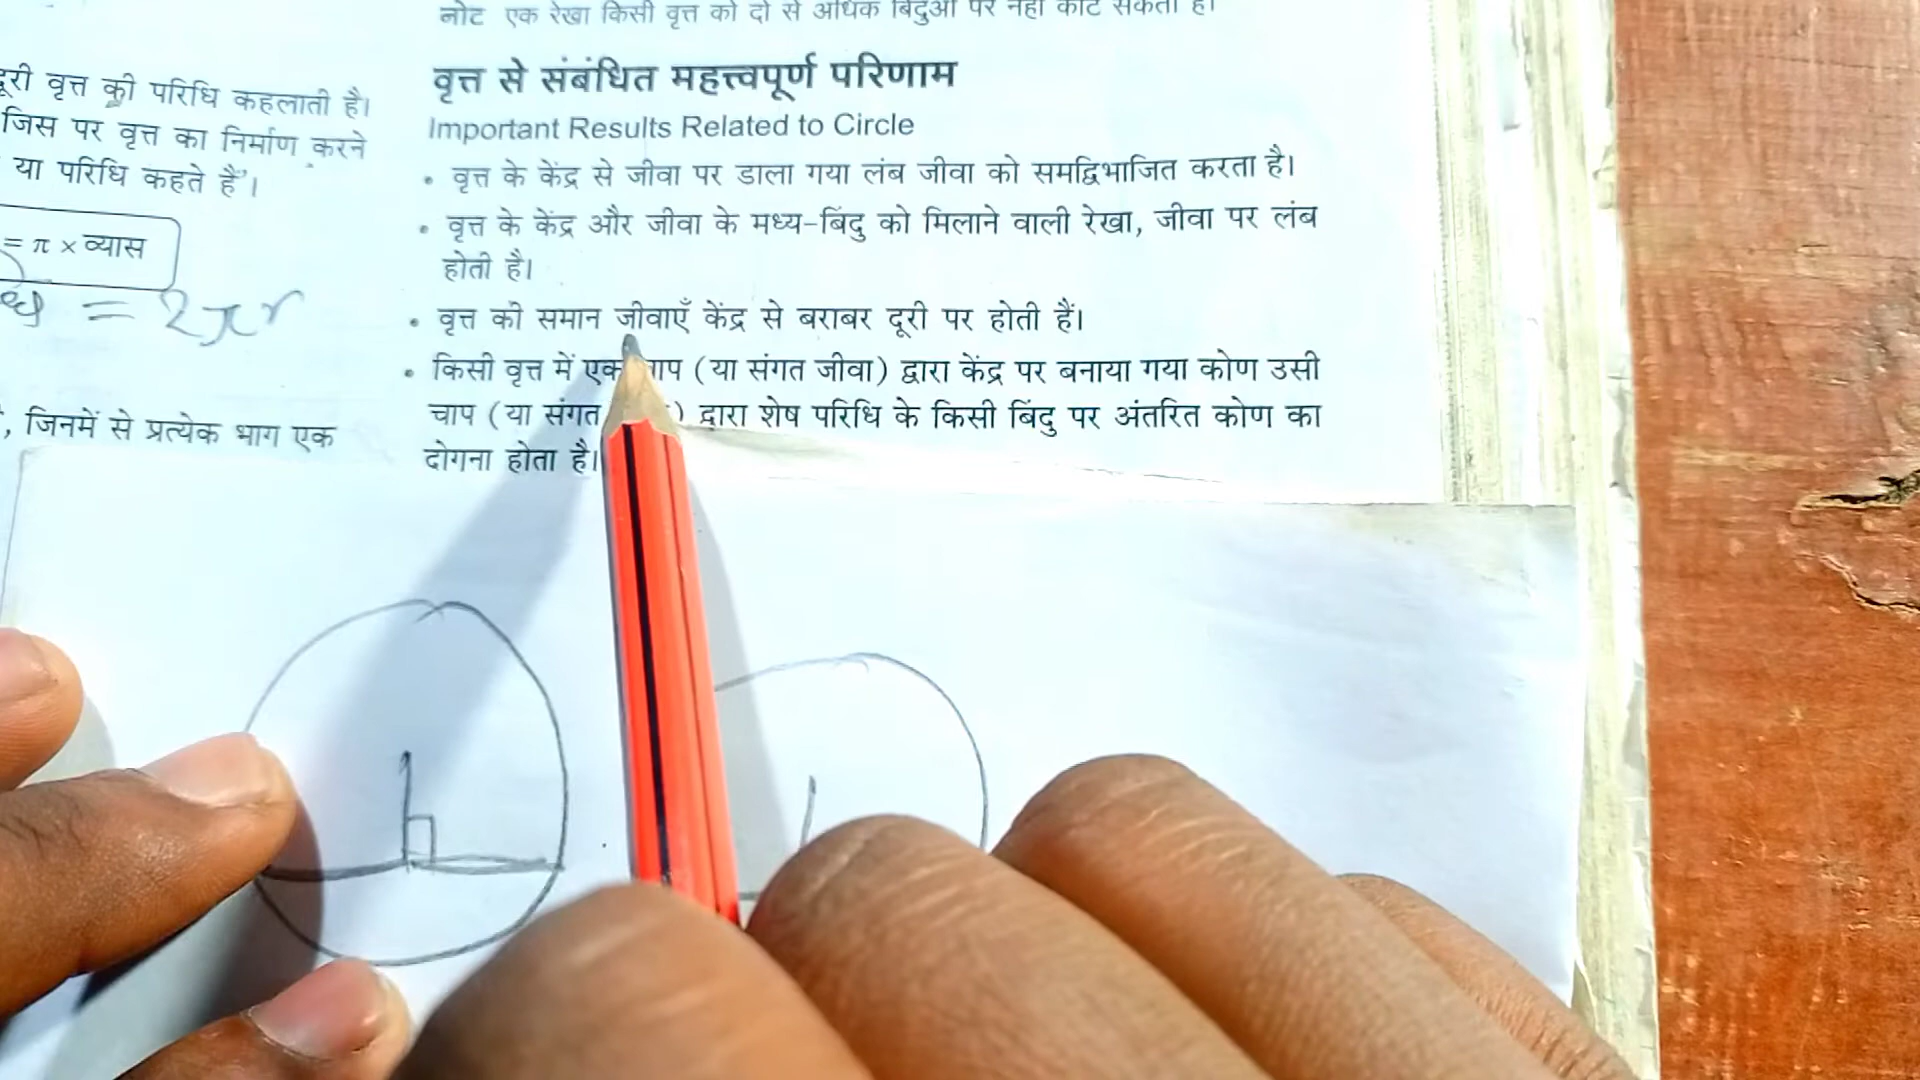 नोट एक रेखा किसी वृत्त को दो से अधिक बिंदुओं पर नहीं काट सकती है।
दूरी वृत्त की परिधि कहलाती है।
जिस पर वृत्त का निर्माण करने
या परिधि कहते हैं"।
= π × व्यास
= 2πr
, जिनमें से प्रत्येक भाग एक
वृत्त से संबंधित महत्त्वपूर्ण परिणाम
Important Results Related to Circle
• वृत्त के केंद्र से जीवा पर डाला गया लंब जीवा को समद्विभाजित करता है।
• वृत्त के केंद्र और जीवा के मध्य-बिंदु को मिलाने वाली रेखा, जीवा पर लंब
होती है।
• वृत्त की समान जीवाएँ केंद्र से बराबर दूरी पर होती हैं।
• किसी वृत्त में एक चाप (या संगत जीवा) द्वारा केंद्र पर बनाया गया कोण उसी
चाप (या संगत ) द्वारा शेष परिधि के किसी बिंदु पर अंतरित कोण का
दोगना होता है।